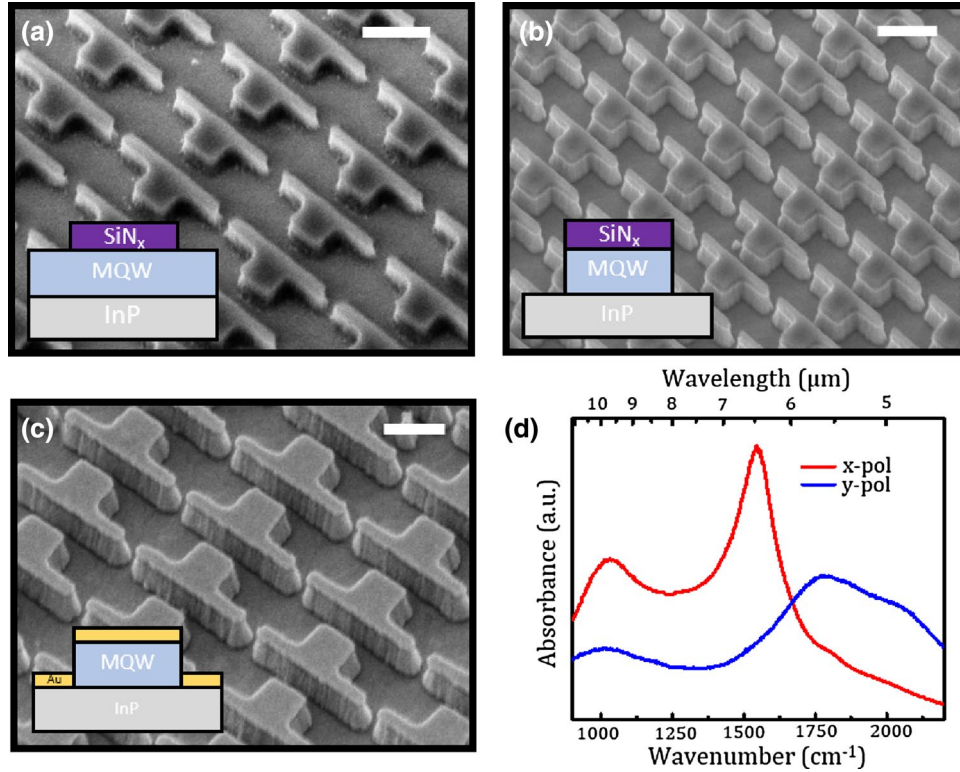 (a)
SiNx
MQW
InP
(b)
SiNx
MQW
InP
(c)
MQW
Au
InP
(d)
Wavelength (μm)
10 9 8 7 6 5
x-pol
y-pol
Absorbance (a.u.)
1000 1250 1500 1750 2000
Wavenumber (cm-1)